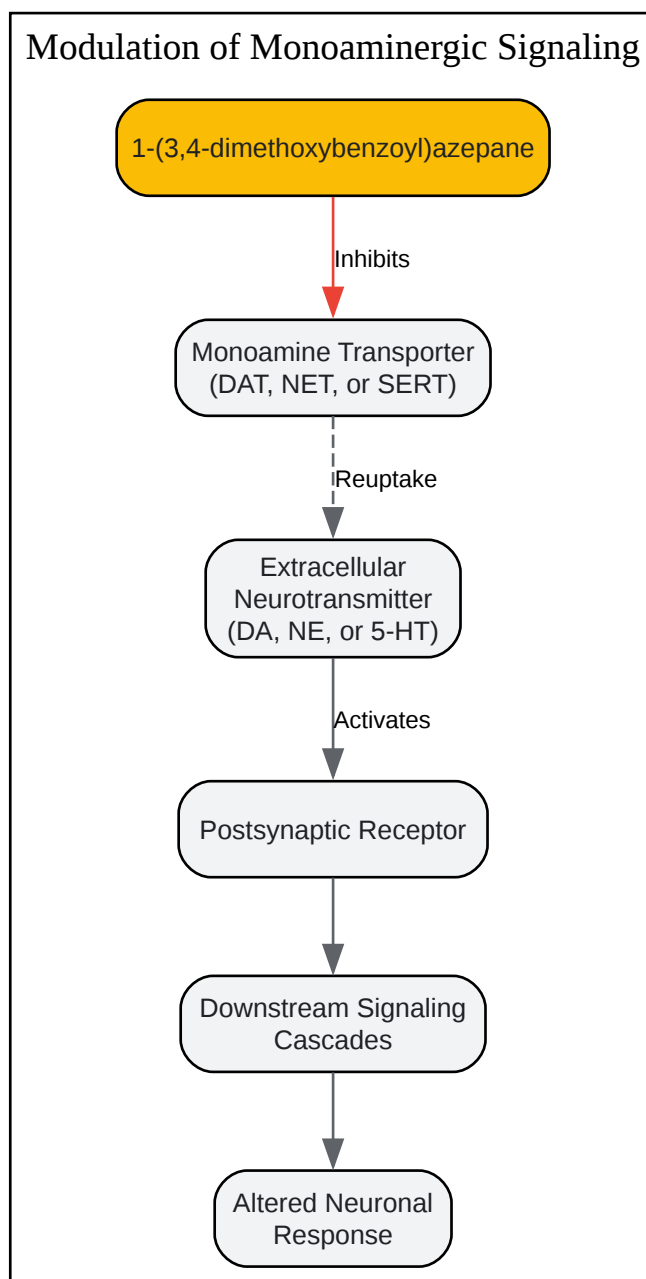 Modulation of Monoaminergic Signaling
1-(3,4-dimethoxybenzoyl)azepane
Inhibits
Monoamine Transporter
(DAT, NET, or SERT)
Reuptake
Extracellular
Neurotransmitter
(DA, NE, or 5-HT)
Activates
Postsynaptic Receptor
Downstream Signaling
Cascades
Altered Neuronal
Response